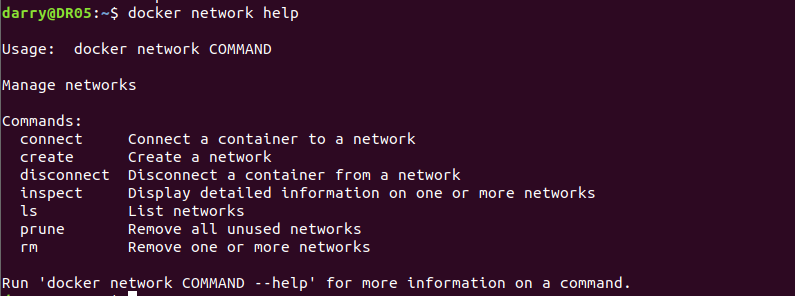 darry@DR05:~$ docker network help
Usage:  docker network COMMAND
Manage networks
Commands:
  connect     Connect a container to a network
  create      Create a network
  disconnect  Disconnect a container from a network
  inspect     Display detailed information on one or more networks
  ls          List networks
  prune       Remove all unused networks
  rm          Remove one or more networks
Run 'docker network COMMAND --help' for more information on a command.